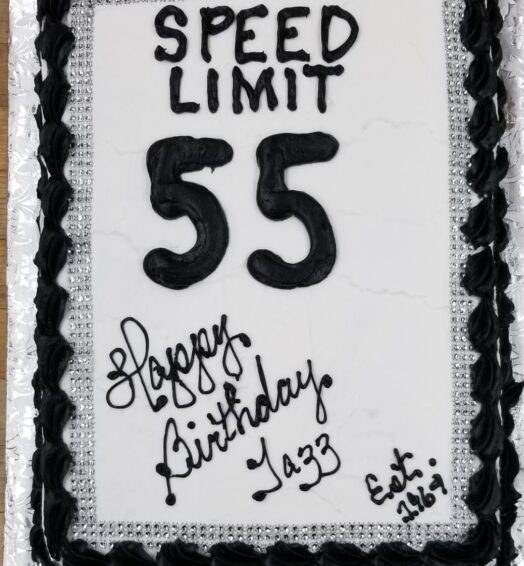 SPEED
LIMIT
55
Happy
Birthday
Jazz
Est.
1969